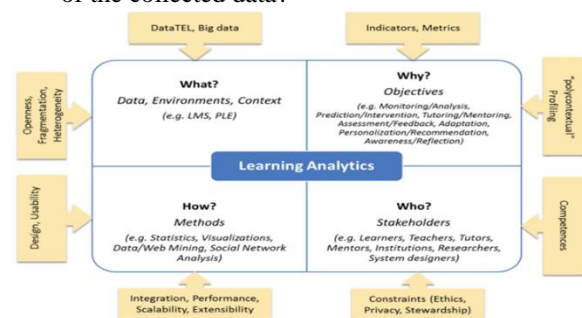 of the collected data?
DataTEL, Big data
Indicators, Metrics
Openness,
Fragmentation,
Heterogeneity
What?
Data, Environments, Context
(e.g. LMS, PLE)
Why?
Objectives
(e.g. Monitoring/Analysis,
Prediction/Intervention, Tutoring/Mentoring,
Assessment/Feedback, Adaptation,
Personalization/Recommendation,
Awareness/Reflection)
"polycontextual"
Profiling
Learning Analytics
Design, Usability
How?
Methods
(e.g. Statistics, Visualizations,
Data/Web Mining, Social Network
Analysis)
Who?
Stakeholders
(e.g. Learners, Teachers, Tutors,
Mentors, Institutions, Researchers,
System designers)
Competences
Integration, Performance,
Scalability, Extensibility
Constraints (Ethics,
Privacy, Stewardship)